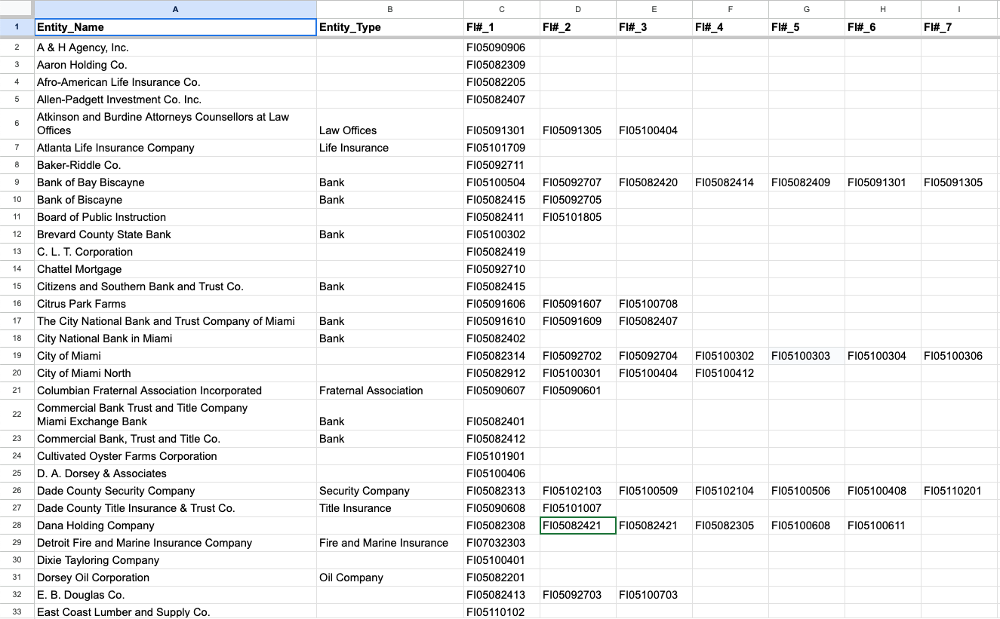 A B C D E F G H I
1 Entity_Name Entity_Type FI#_1 FI#_2 FI#_3 FI#_4 FI#_5 FI#_6 FI#_7
2 A & H Agency, Inc. FI05090906
3 Aaron Holding Co. FI05082309
4 Afro-American Life Insurance Co. FI05082205
5 Allen-Padgett Investment Co. Inc. FI05082407
Atkinson and Burdine Attorneys Counsellors at Law
6 Offices Law Offices FI05091301 FI05091305 FI05100404
7 Atlanta Life Insurance Company Life Insurance FI05101709
8 Baker-Riddle Co. FI05092711
9 Bank of Bay Biscayne Bank FI05100504 FI05092707 FI05082420 FI05082414 FI05082409 FI05091301 FI05091305
10 Bank of Biscayne Bank FI05082415 FI05092705
11 Board of Public Instruction FI05082411 FI05101805
12 Brevard County State Bank Bank FI05100302
13 C. L. T. Corporation FI05082419
14 Chattel Mortgage FI05092710
15 Citizens and Southern Bank and Trust Co. Bank FI05082415
16 Citrus Park Farms FI05091606 FI05091607 FI05100708
17 The City National Bank and Trust Company of Miami Bank FI05091610 FI05091609 FI05082407
18 City National Bank in Miami Bank FI05082402
19 City of Miami FI05082314 FI05092702 FI05092704 FI05100302 FI05100303 FI05100304 FI05100306
20 City of Miami North FI05082912 FI05100301 FI05100404 FI05100412
21 Columbian Fraternal Association Incorporated Fraternal Association FI05090607 FI05090601
Commercial Bank Trust and Title Company
22 Miami Exchange Bank Bank FI05082401
23 Commercial Bank, Trust and Title Co. Bank FI05082412
24 Cultivated Oyster Farms Corporation FI05101901
25 D. A. Dorsey & Associates FI05100406
26 Dade County Security Company Security Company FI05082313 FI05102103 FI05100509 FI05102104 FI05100506 FI05100408 FI05110201
27 Dade County Title Insurance & Trust Co. Title Insurance FI05090608 FI05101007
28 Dana Holding Company FI05082308 FI05082421 FI05082421 FI05082305 FI05100608 FI05100611
29 Detroit Fire and Marine Insurance Company Fire and Marine Insurance FI07032303
30 Dixie Tayloring Company FI05100401
31 Dorsey Oil Corporation Oil Company FI05082201
32 E. B. Douglas Co. FI05082413 FI05092703 FI05100703
33 East Coast Lumber and Supply Co. FI05110102